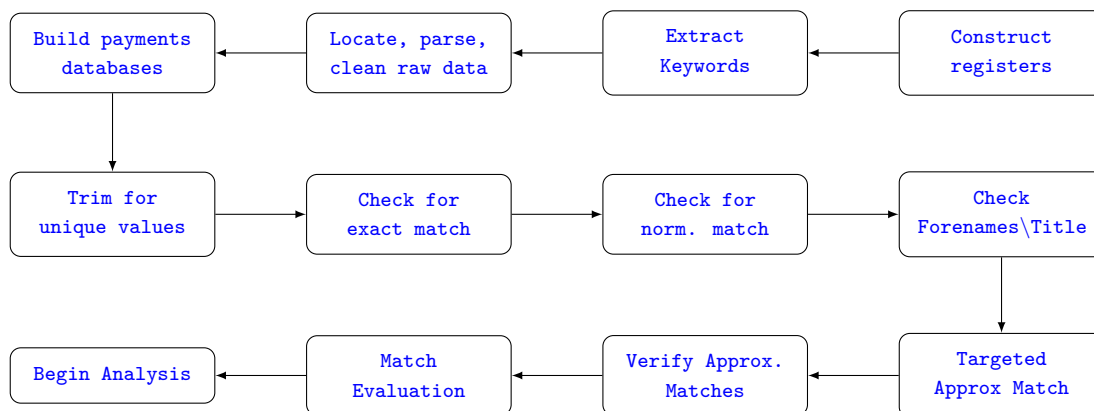 Build payments
databases
Locate, parse,
clean raw data
Extract
Keywords
Construct
registers
Trim for
unique values
Check for
exact match
Check for
norm. match
Check
Forenames\Title
Begin Analysis
Match
Evaluation
Verify Approx.
Matches
Targeted
Approx Match